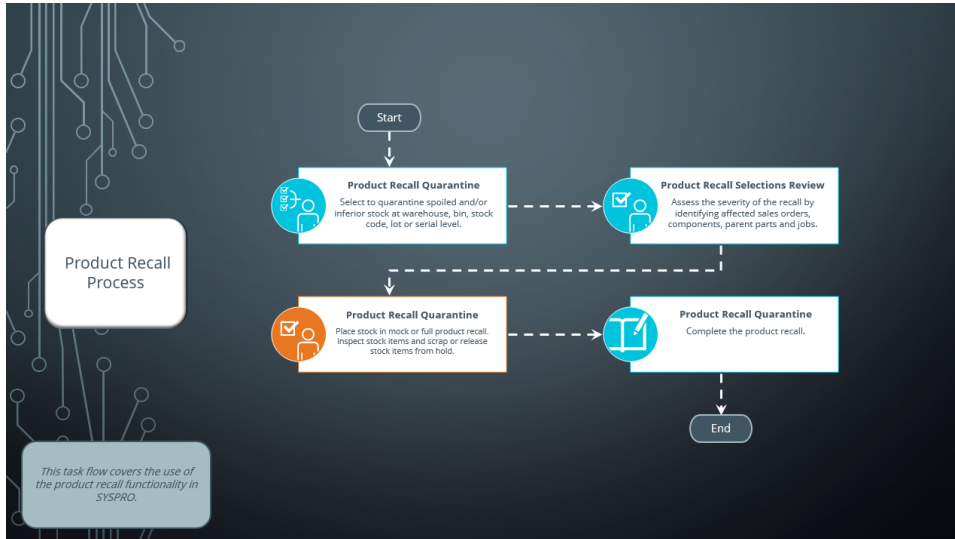 Start
Product Recall Quarantine
Select to quarantine spoiled and/or
inferior stock at warehouse, bin, stock
code, lot or serial level.
Product Recall Selections Review
Assess the severity of the recall by
identifying affected sales orders,
components, parent parts and jobs.
Product Recall
Process
Product Recall Quarantine
Place stock in mock or full product recall.
Inspect stock items and scrap or release
stock items from hold.
Product Recall Quarantine
Complete the product recall.
End
This task flow covers the use of
the product recall functionality in
SYSPRO.